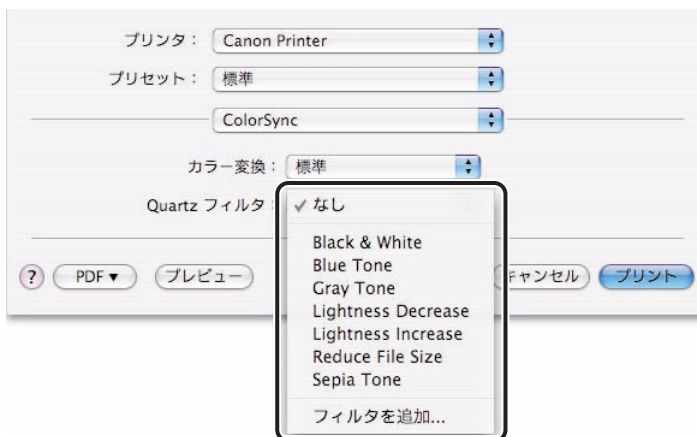 プリンタ： Canon Printer
プリセット： 標準
ColorSync
カラー変換： 標準
Quartz フィルタ： ✓ なし
Black & White
Blue Tone
Gray Tone
Lightness Decrease
Lightness Increase
Reduce File Size
Sepia Tone
フィルタを追加...
? PDF▼ プレビュー キャンセル プリント